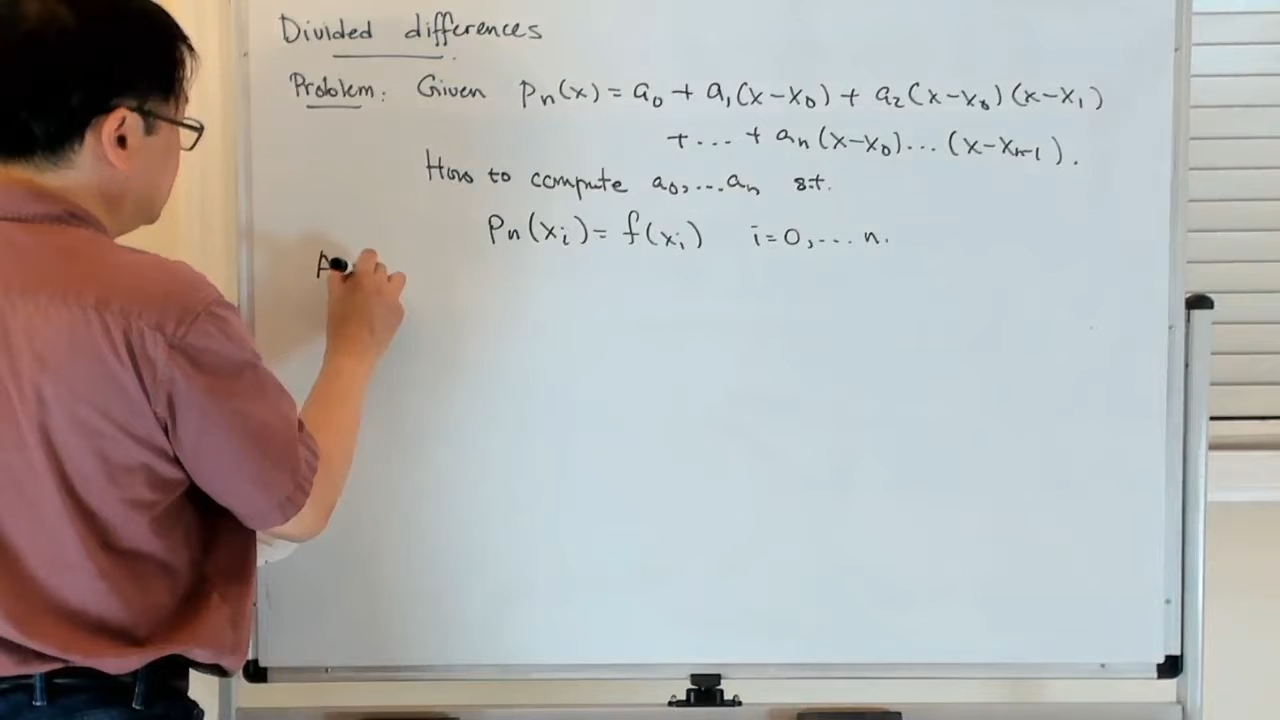 Divided differences
Problem: Given Pn(x) = a0 + a1(x-x0) + a2(x-x0)(x-x1)
+ ... + an(x-x0)...(x-xn-1).
How to compute a0, ... an s.t.
Pn(xi) = f(xi) i=0, ... n.
A